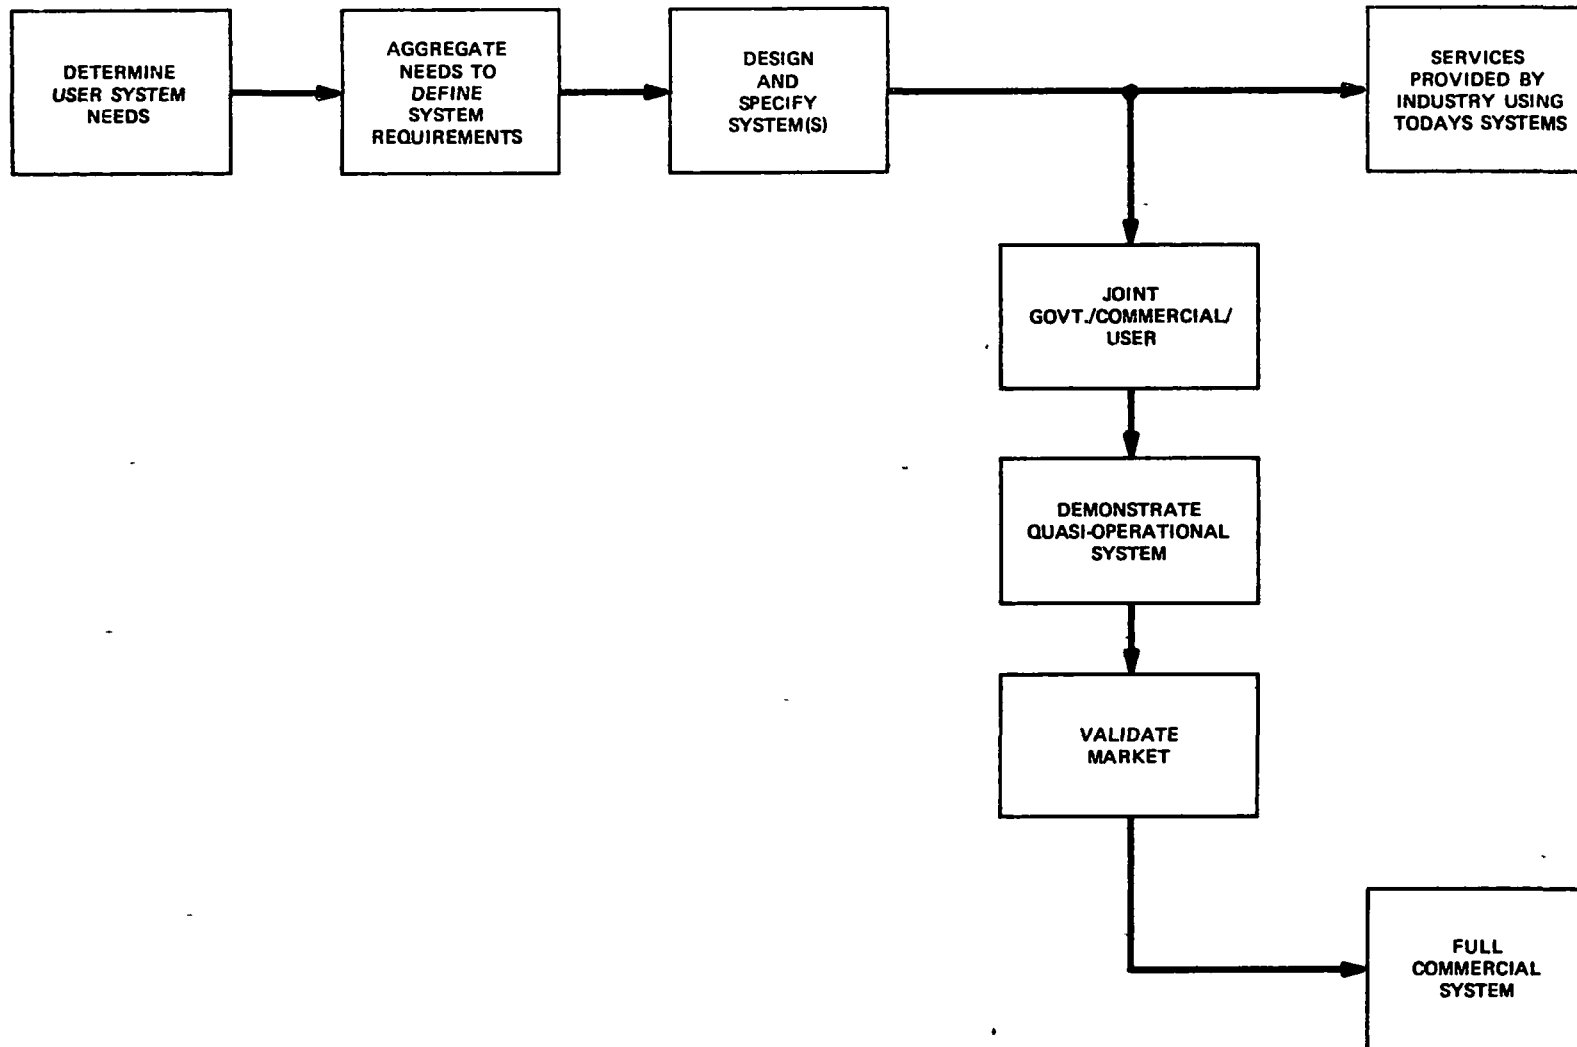 DETERMINE
USER SYSTEM
NEEDS
AGGREGATE
NEEDS TO
DEFINE
SYSTEM
REQUIREMENTS
DESIGN
AND
SPECIFY
SYSTEM(S)
SERVICES
PROVIDED BY
INDUSTRY USING
TODAYS SYSTEMS
JOINT
GOVT./COMMERCIAL/
USER
DEMONSTRATE
QUASI-OPERATIONAL
SYSTEM
VALIDATE
MARKET
FULL
COMMERCIAL
SYSTEM